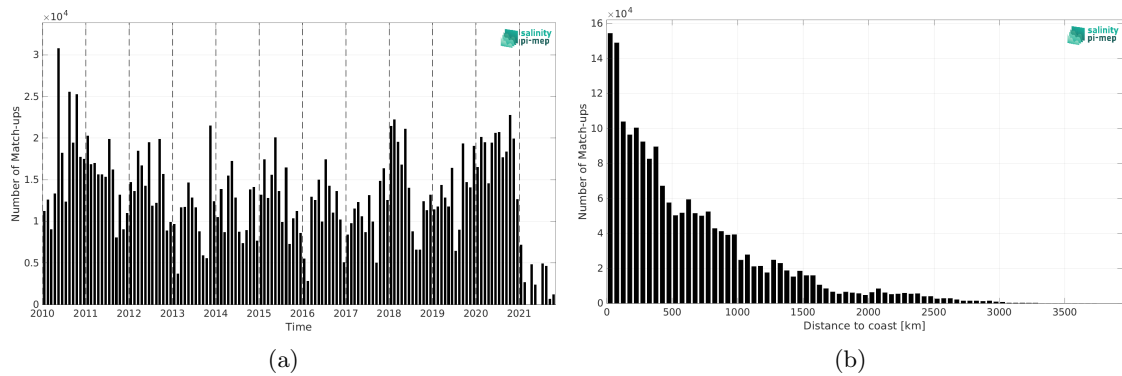 ×10⁴
3
2.5
2
1.5
1
0.5
0
Number of Match-ups
2010 2011 2012 2013 2014 2015 2016 2017 2018 2019 2020 2021
Time
salinity
pi-mep
(a)
×10⁴
16
14
12
10
8
6
4
2
0
Number of Match-ups
0 500 1000 1500 2000 2500 3000 3500
Distance to coast [km]
salinity
pi-mep
(b)